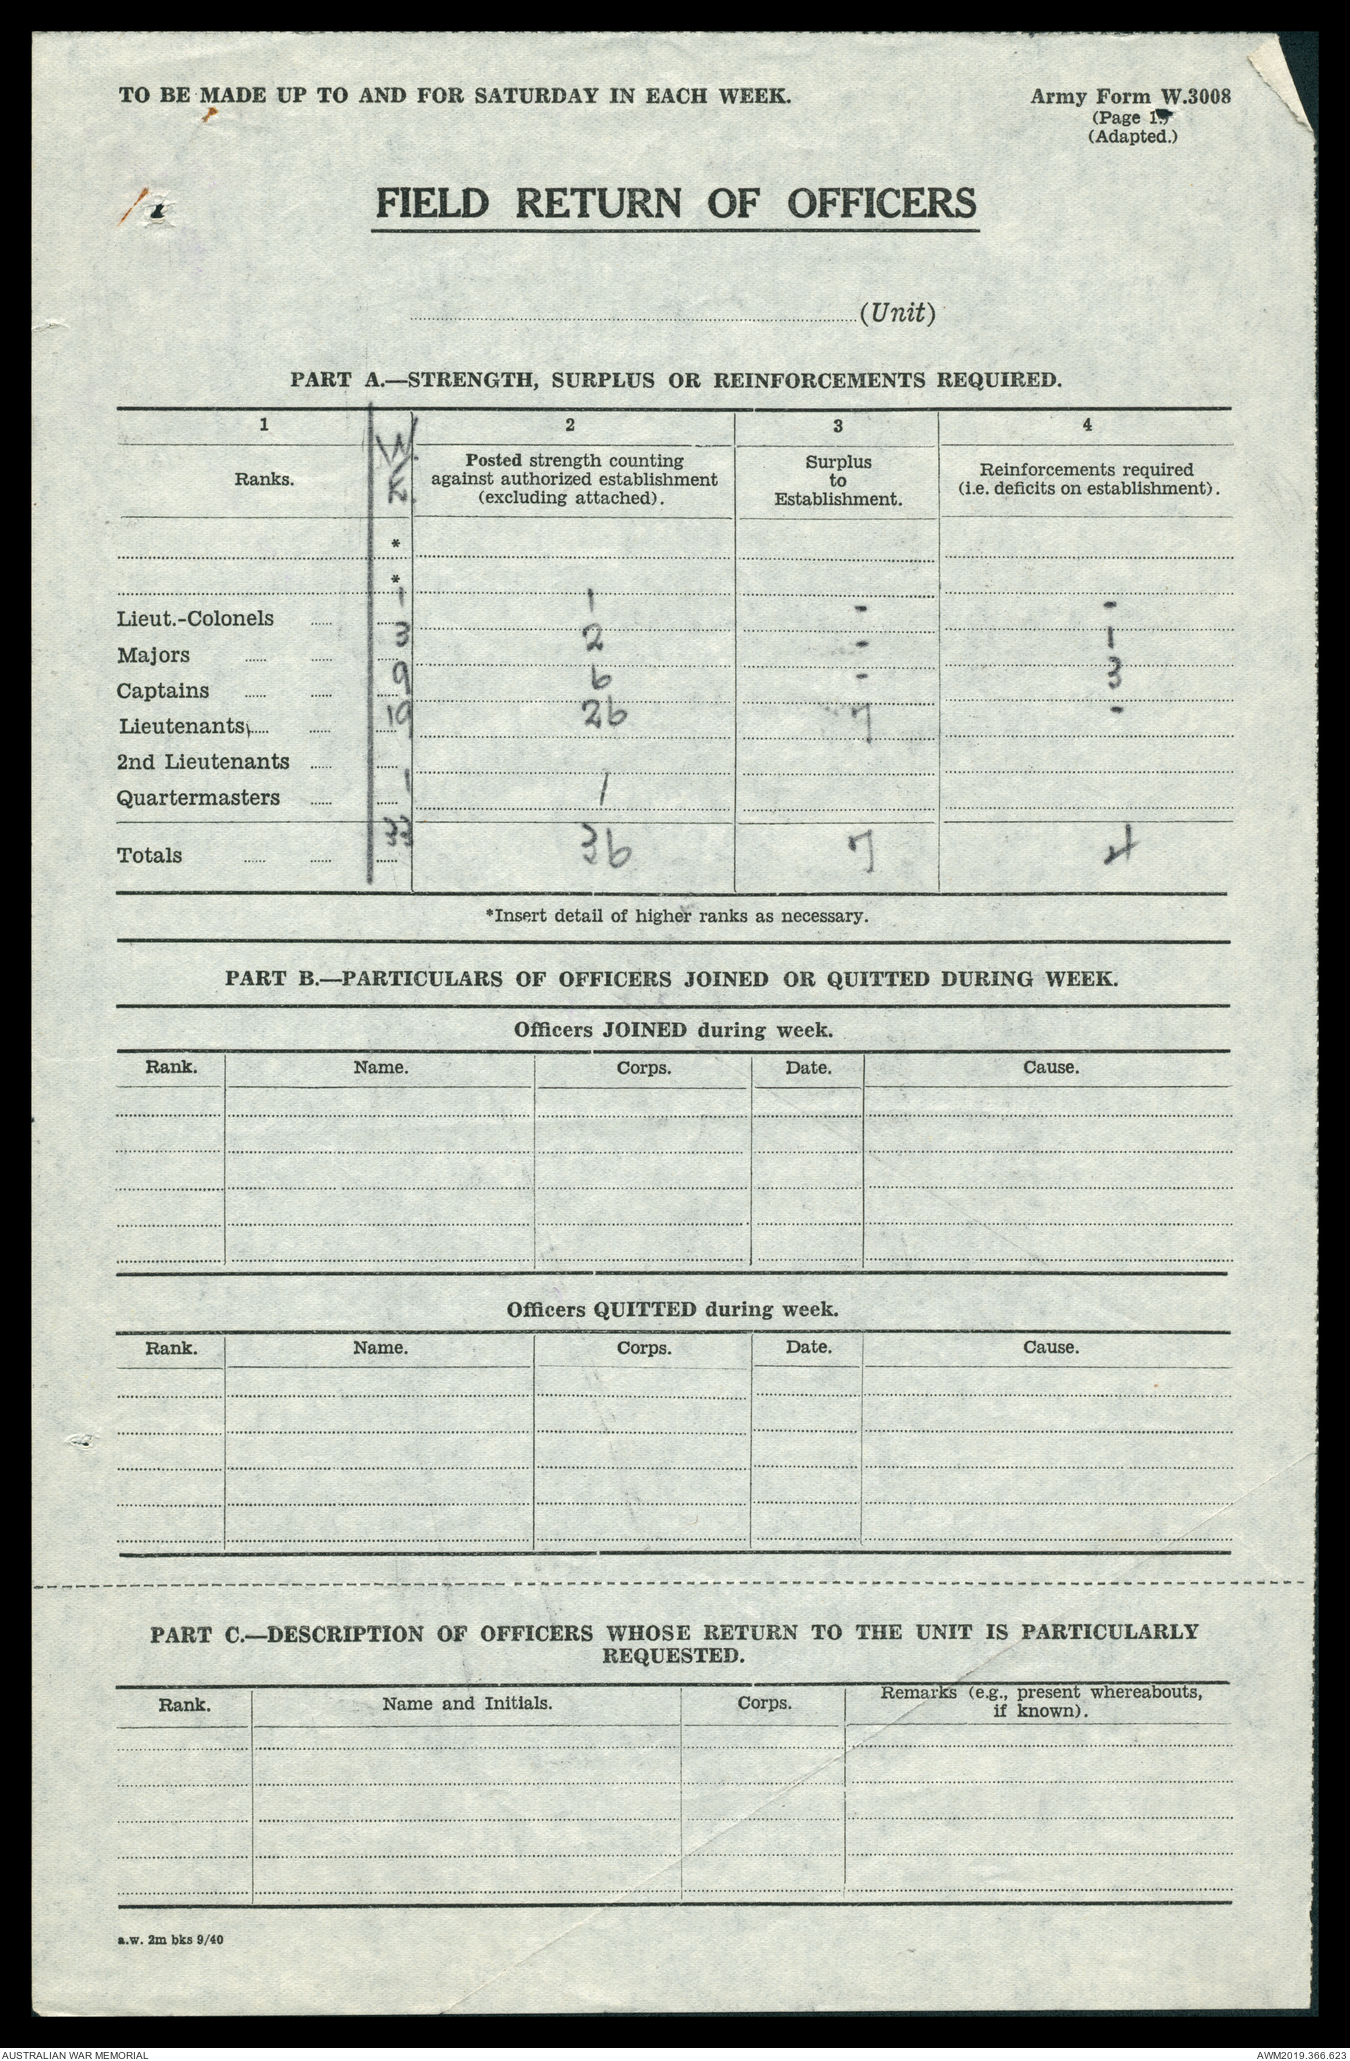 TO BE MADE UP TO AND FOR SATURDAY IN EACH WEEK.
Army Form W.3008
(Page 1.)
(Adapted.)
FIELD RETURN OF OFFICERS
(Unit)
PART A.—STRENGTH, SURPLUS OR REINFORCEMENTS REQUIRED.
1 2 3 4
Ranks. W.E. Posted strength counting against authorized establishment (excluding attached). Surplus to Establishment. Reinforcements required (i.e. deficits on establishment).
*
*
Lieut.-Colonels 1 1 - -
Majors 3 2 - 1
Captains 9 6 - 3
Lieutenants 19 26 7 -
2nd Lieutenants
Quartermasters 1 1
Totals 33 36 7 4
*Insert detail of higher ranks as necessary.
PART B.—PARTICULARS OF OFFICERS JOINED OR QUITTED DURING WEEK.
Officers JOINED during week.
Rank. Name. Corps. Date. Cause.
Officers QUITTED during week.
Rank. Name. Corps. Date. Cause.
PART C.—DESCRIPTION OF OFFICERS WHOSE RETURN TO THE UNIT IS PARTICULARLY
REQUESTED.
Rank. Name and Initials. Corps. Remarks (e.g., present whereabouts, if known).
a.w. 2m bks 9/40
AUSTRALIAN WAR MEMORIAL
AWM2019.366.623